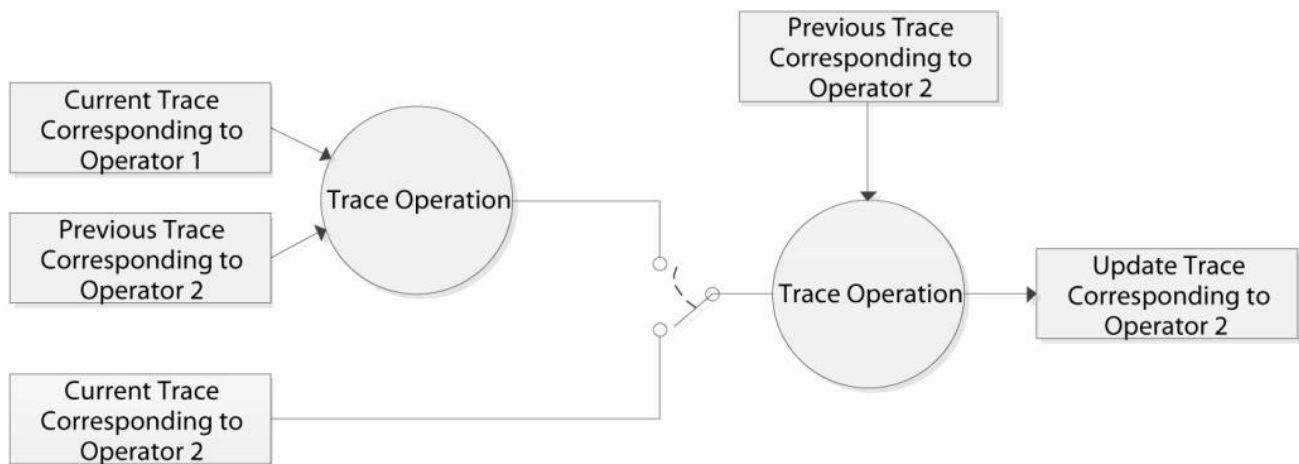 Previous Trace
Corresponding to
Operator 2
Current Trace
Corresponding to
Operator 1
Trace Operation
Previous Trace
Corresponding to
Operator 2
Trace Operation
Update Trace
Corresponding to
Operator 2
Current Trace
Corresponding to
Operator 2